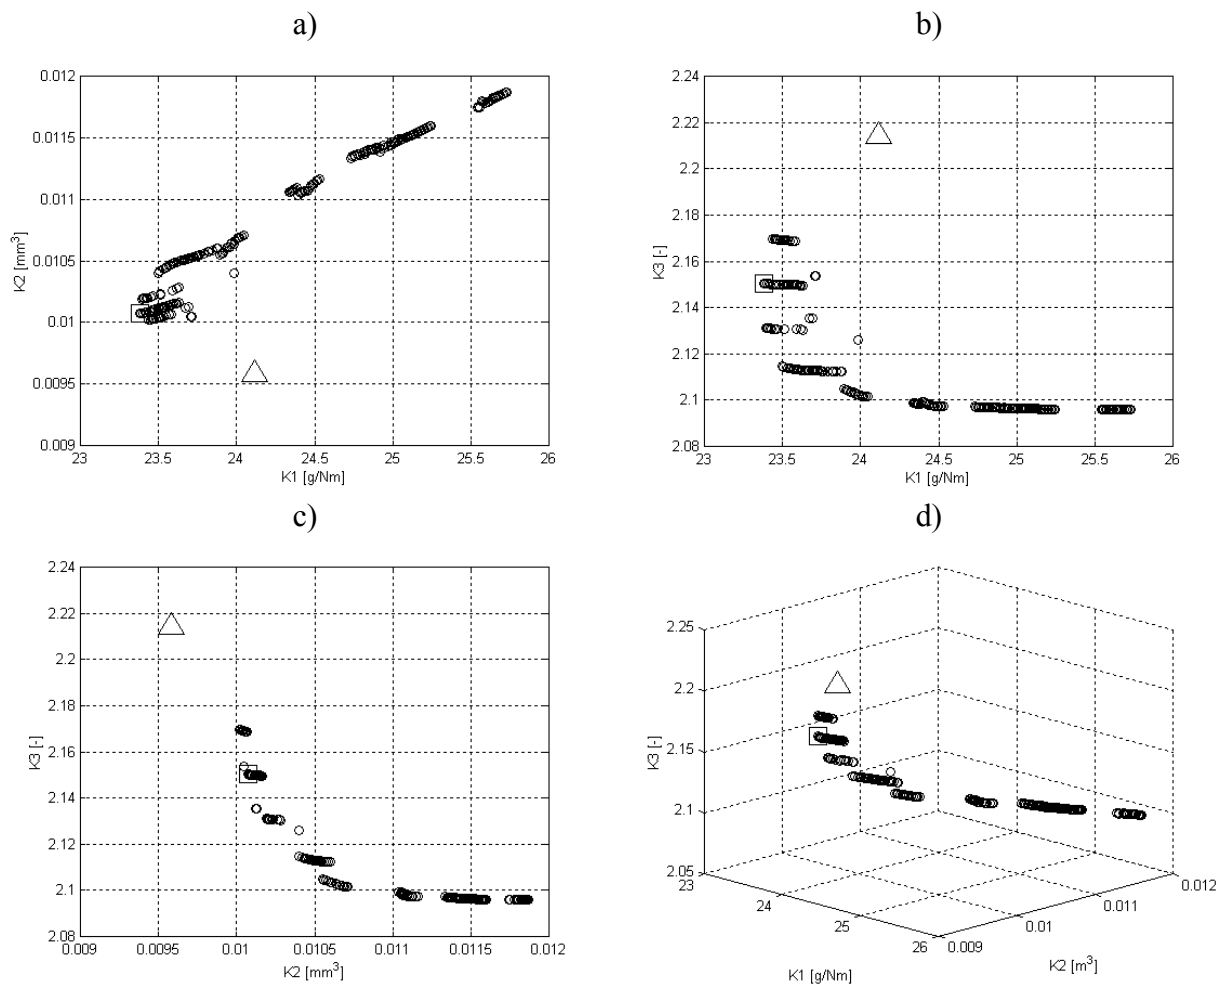 a)
b)
0.012
0.0115
0.011
0.0105
0.01
0.0095
0.009
K2 [mm³]
23 23.5 24 24.5 25 25.5 26
K1 [g/Nm]
2.24
2.22
2.2
2.18
2.16
2.14
2.12
2.1
2.08
K3 [-]
23 23.5 24 24.5 25 25.5 26
K1 [g/Nm]
c)
d)
2.24
2.22
2.2
2.18
2.16
2.14
2.12
2.1
2.08
K3 [-]
0.009 0.0095 0.01 0.0105 0.011 0.0115 0.012
K2 [mm³]
2.25
2.2
2.15
2.1
2.05
K3 [-]
23
24
25
26
K1 [g/Nm]
0.009
0.01
0.011
0.012
K2 [m³]